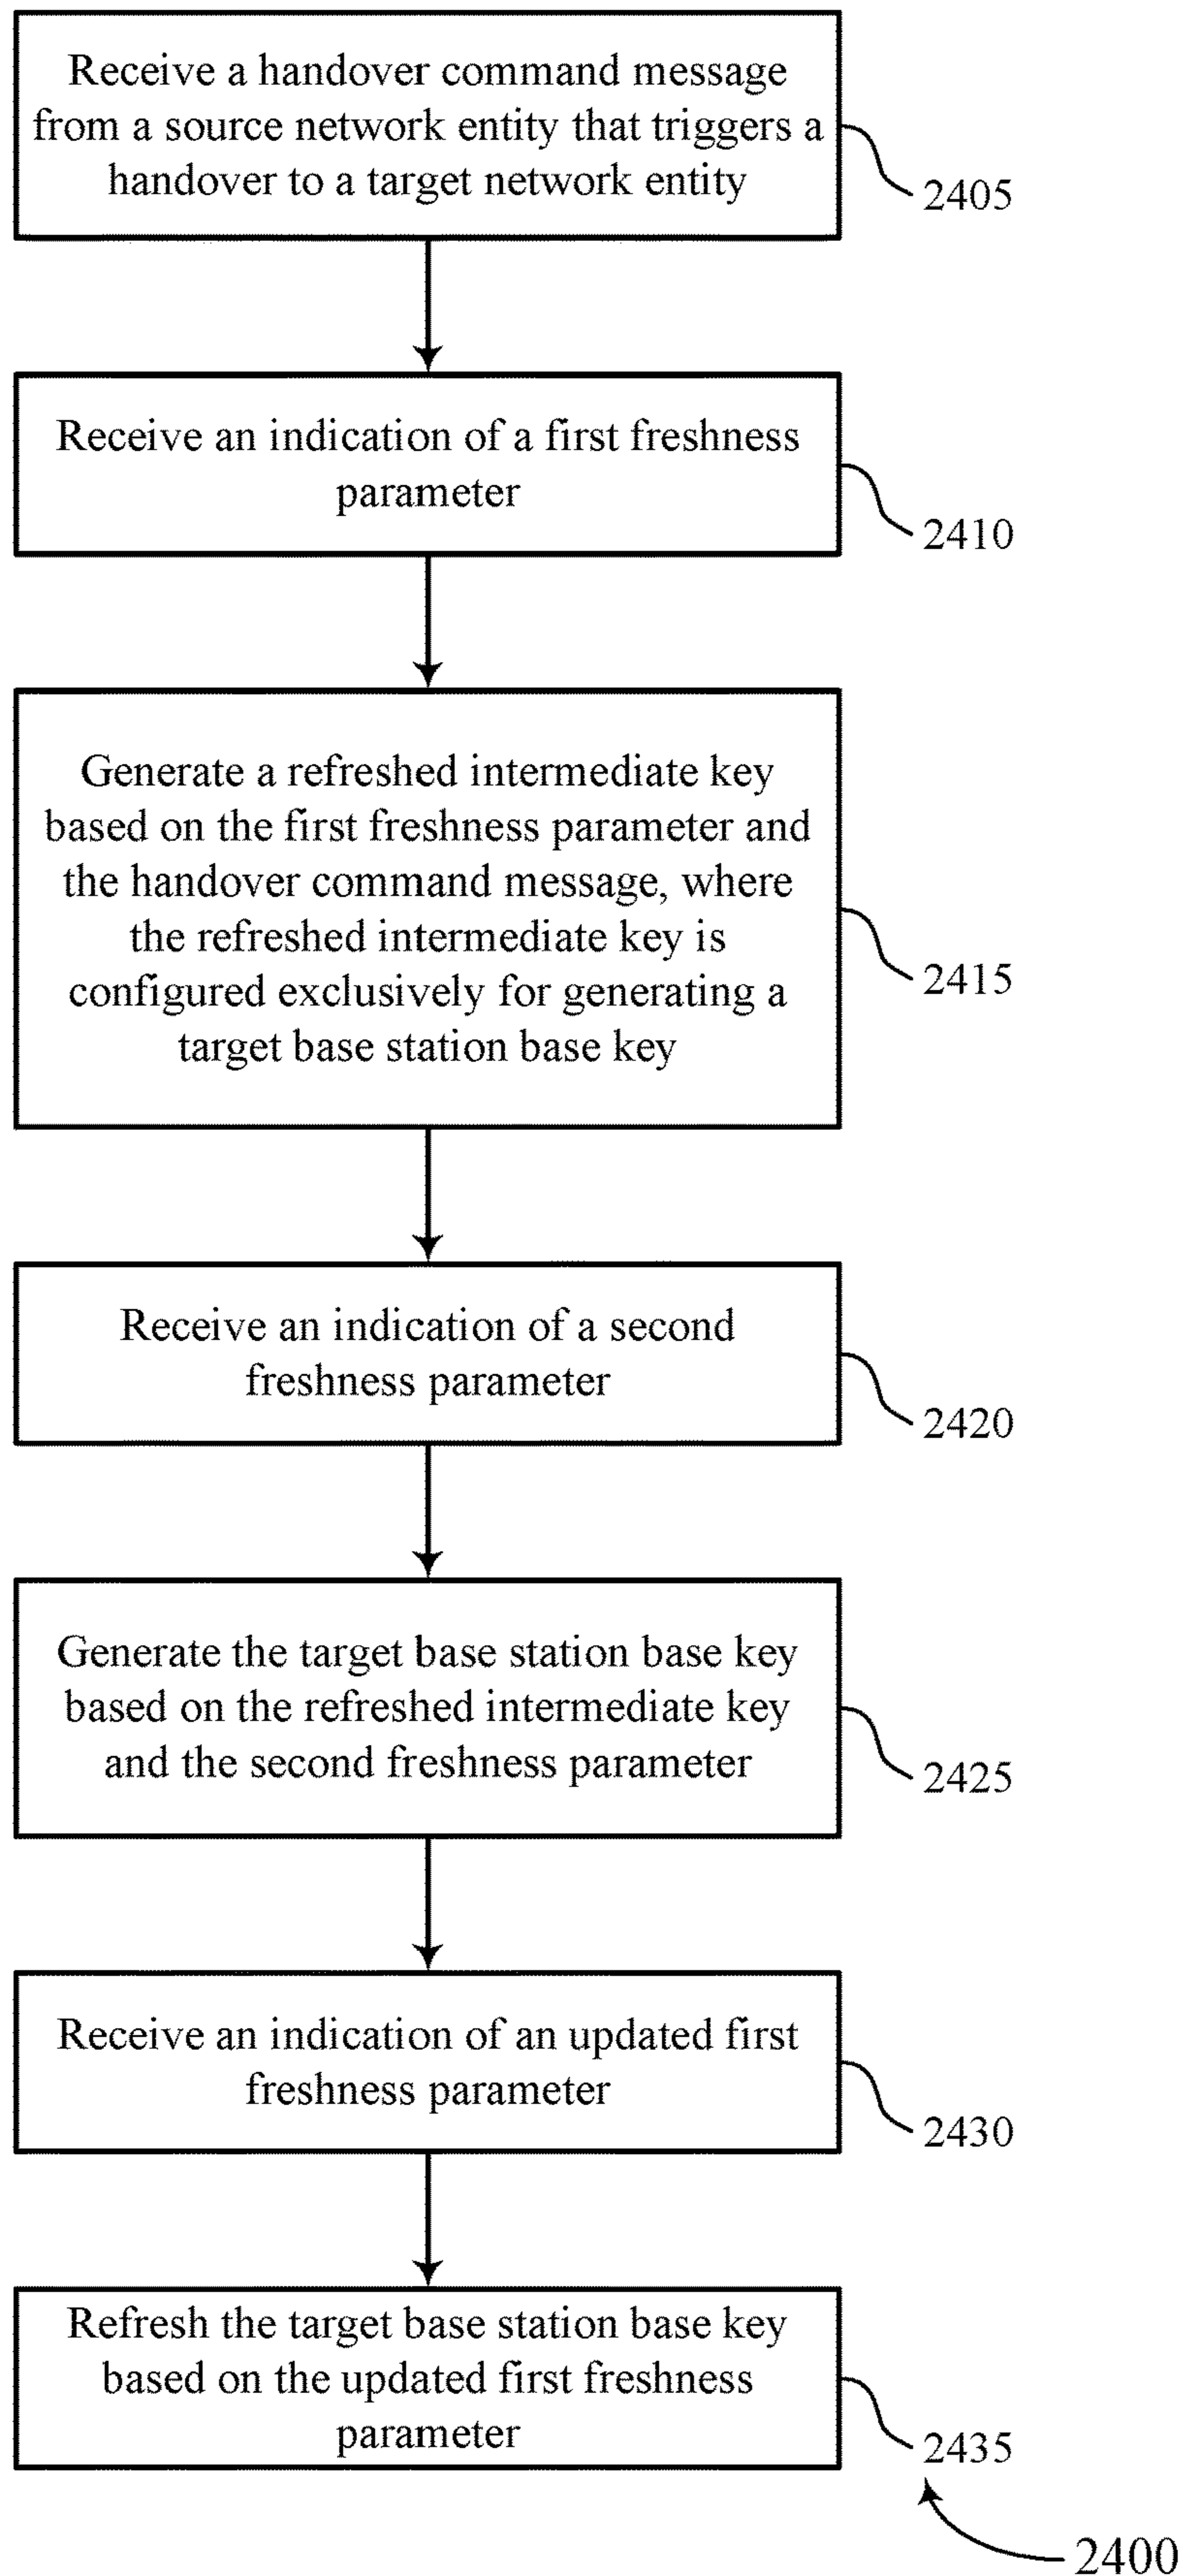 Receive a handover command message
from a source network entity that triggers a
handover to a target network entity
2405
Receive an indication of a first freshness
parameter
2410
Generate a refreshed intermediate key
based on the first freshness parameter and
the handover command message, where
the refreshed intermediate key is
configured exclusively for generating a
target base station base key
2415
Receive an indication of a second
freshness parameter
2420
Generate the target base station base key
based on the refreshed intermediate key
and the second freshness parameter
2425
Receive an indication of an updated first
freshness parameter
2430
Refresh the target base station base key
based on the updated first freshness
parameter
2435
2400